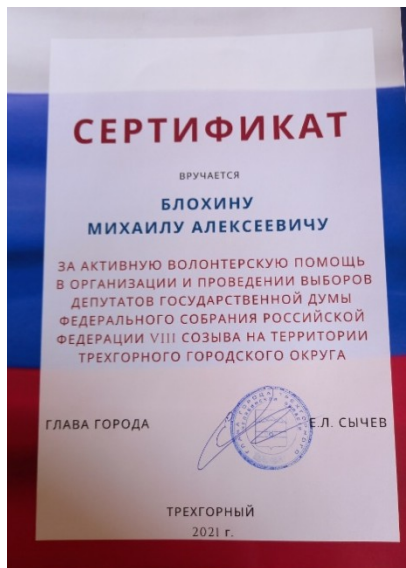 СЕРТИФИКАТ
ВРУЧАЕТСЯ
БЛОХИНУ
МИХАИЛУ АЛЕКСЕЕВИЧУ
ЗА АКТИВНУЮ ВОЛОНТЕРСКУЮ ПОМОЩЬ
В ОРГАНИЗАЦИИ И ПРОВЕДЕНИИ ВЫБОРОВ
ДЕПУТАТОВ ГОСУДАРСТВЕННОЙ ДУМЫ
ФЕДЕРАЛЬНОГО СОБРАНИЯ РОССИЙСКОЙ
ФЕДЕРАЦИИ VIII СОЗЫВА НА ТЕРРИТОРИИ
ТРЕХГОРНОГО ГОРОДСКОГО ОКРУГА
ГЛАВА ГОРОДА Е.Л. СЫЧЕВ
ТРЕХГОРНЫЙ
2021 г.